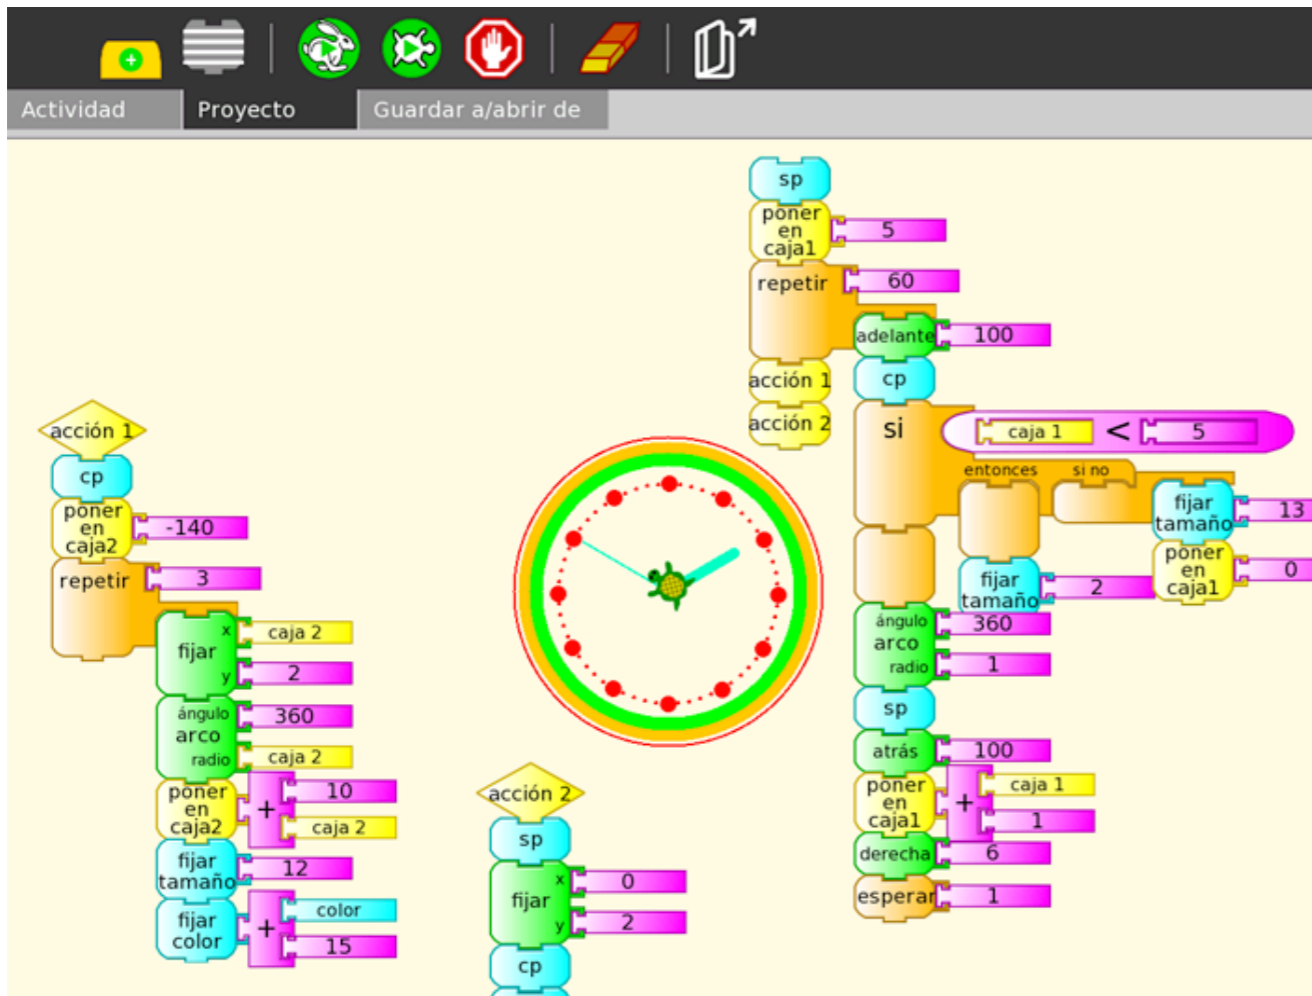 Actividad
Proyecto
Guardar a/abrir de
sp
poner
en
caja1
5
repetir
60
adelante
100
acción 1
acción 2
cp
si
caja 1
<
5
entonces
si no
fijar
tamaño
2
fijar
tamaño
13
poner
en
caja1
0
ángulo
arco
radio
360
1
sp
atrás
100
poner
en
caja1
+
caja 1
1
derecha
6
esperar
1
acción 1
cp
poner
en
caja2
-140
repetir
3
fijar
x
y
caja 2
2
ángulo
arco
radio
360
caja 2
poner
en
caja2
+
10
caja 2
fijar
tamaño
12
fijar
color
+
color
15
acción 2
sp
fijar
x
y
0
2
cp